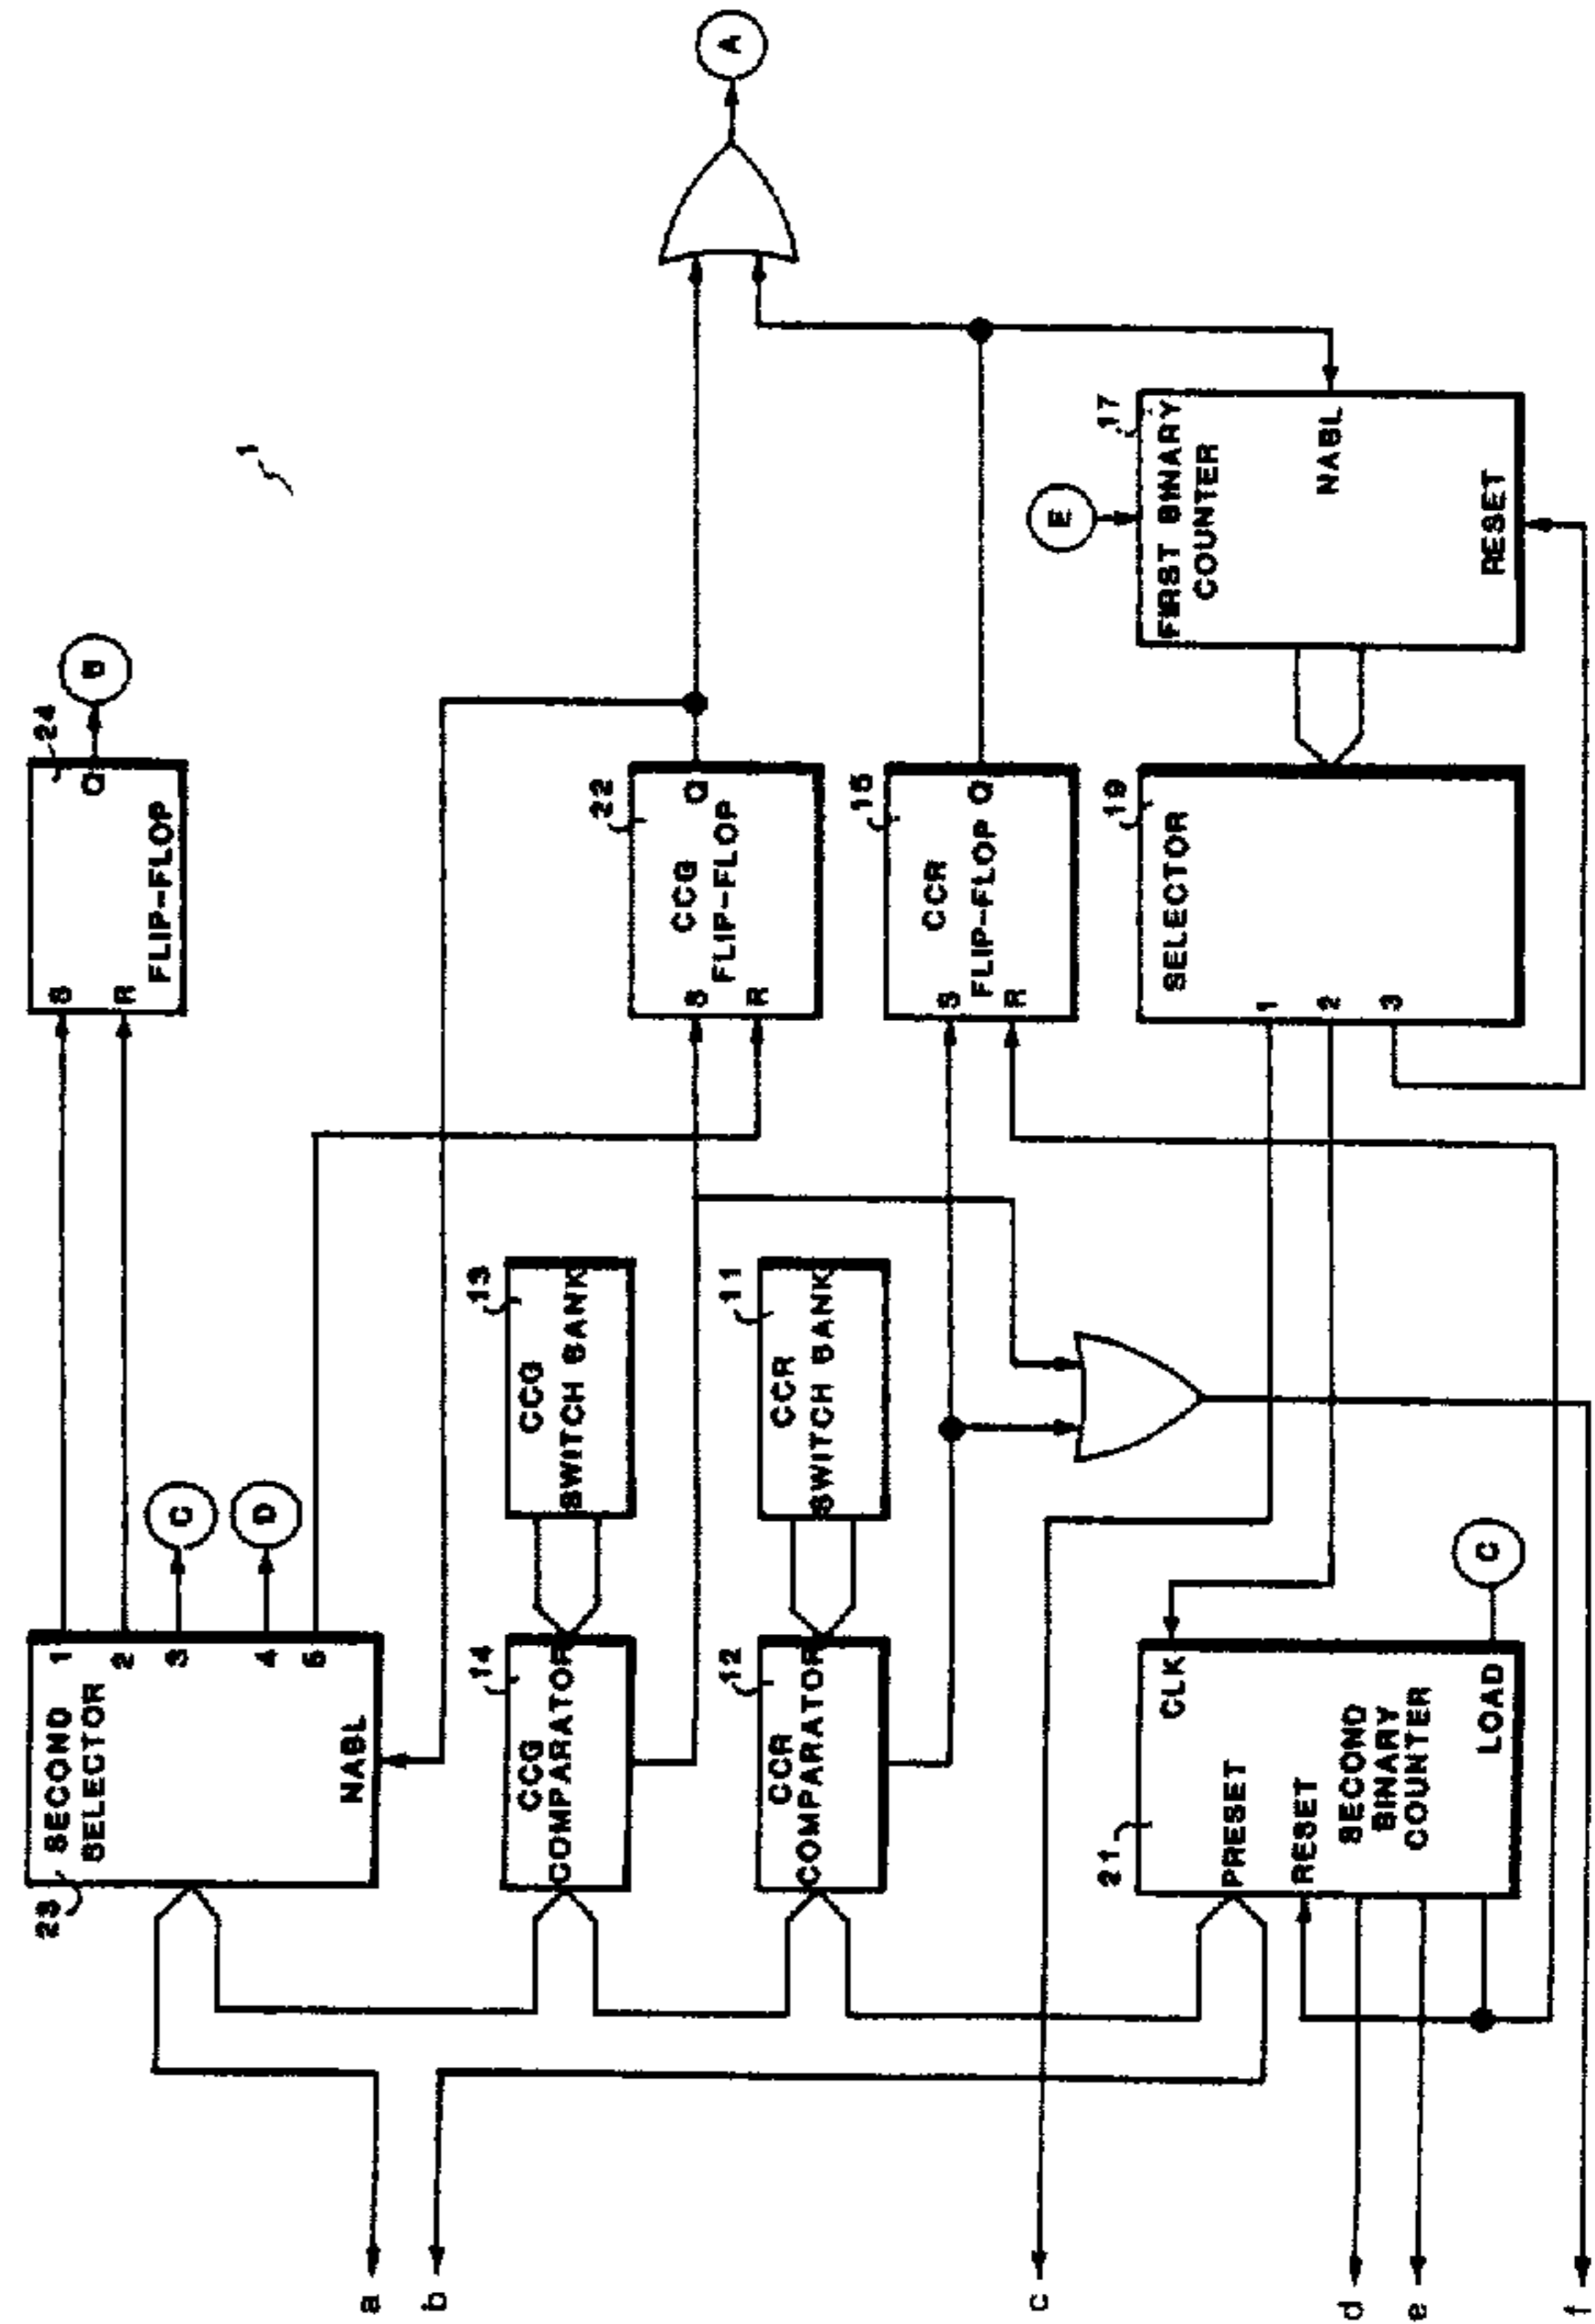 23
SECOND
SELECTOR
1
2
3
4
5
NABL
C
D
S
R
Q
FLIP-FLOP
24
B
1
a
b
14
CCG
COMPARATOR
13
CCG
SWITCH BANK
22
S
R
Q
CCG
FLIP-FLOP
A
12
CCR
COMPARATOR
11
CCR
SWITCH BANK
15
S
R
CCR
FLIP-FLOP
Q
c
21
CLK
PRESET
RESET
SECOND
BINARY
COUNTER
LOAD
C
19
SELECTOR
1
2
3
E
17
FIRST BINARY
COUNTER
NABL
RESET
d
e
f